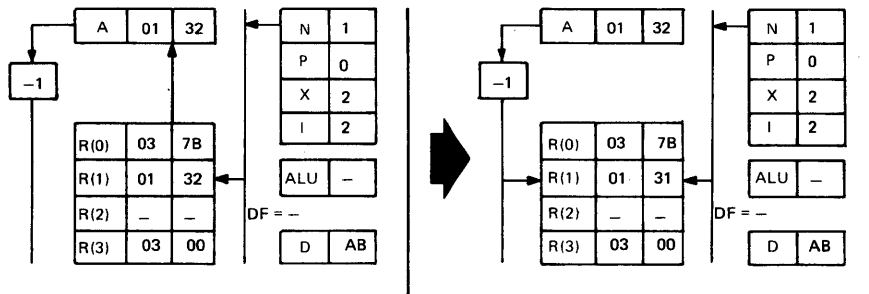 A 01 32
N 1
P 0
X 2
I 2
−1
R(0) 03 7B
R(1) 01 32
R(2) – –
R(3) 03 00
ALU –
DF = –
D AB
A 01 32
N 1
P 0
X 2
I 2
−1
R(0) 03 7B
R(1) 01 31
R(2) – –
R(3) 03 00
ALU –
DF = –
D AB